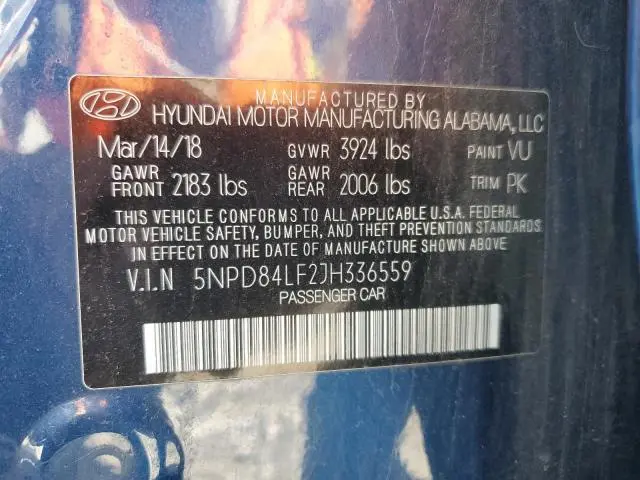 MANUFACTURED BY
HYUNDAI MOTOR MANUFACTURING ALABAMA, LLC
Mar/14/18 GVWR 3924 lbs PAINT VU
GAWR FRONT 2183 lbs GAWR REAR 2006 lbs TRIM PK
THIS VEHICLE CONFORMS TO ALL APPLICABLE U.S.A. FEDERAL
MOTOR VEHICLE SAFETY, BUMPER, AND THEFT PREVENTION STANDARDS
IN EFFECT ON THE DATE OF MANUFACTURE SHOWN ABOVE.
V.I.N 5NPD84LF2JH336559
PASSENGER CAR